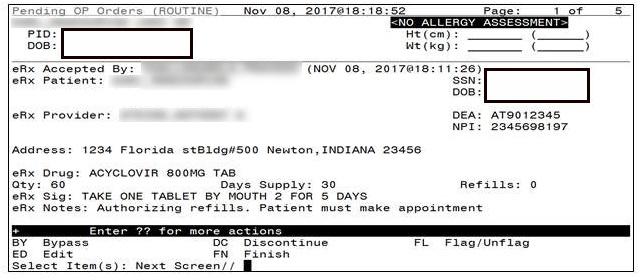 Pending OP Orders (ROUTINE) Nov 08, 2017@18:18:52 Page: 1 of 5
<NO ALLERGY ASSESSMENT>
PID: Ht(cm): _______ (______)
DOB: Wt(kg): _______ (______)
eRx Accepted By: (NOV 08, 2017@18:11:26)
eRx Patient: SSN:
DOB:
eRx Provider: DEA: AT9012345
NPI: 2345698197
Address: 1234 Florida stBldg#500 Newton,INDIANA 23456
eRx Drug: ACYCLOVIR 800MG TAB
Qty: 60 Days Supply: 30 Refills: 0
eRx Sig: TAKE ONE TABLET BY MOUTH 2 FOR 5 DAYS
eRx Notes: Authorizing refills. Patient must make appointment
+ Enter ?? for more actions
BY Bypass DC Discontinue FL Flag/Unflag
ED Edit FN Finish
Select Item(s): Next Screen//